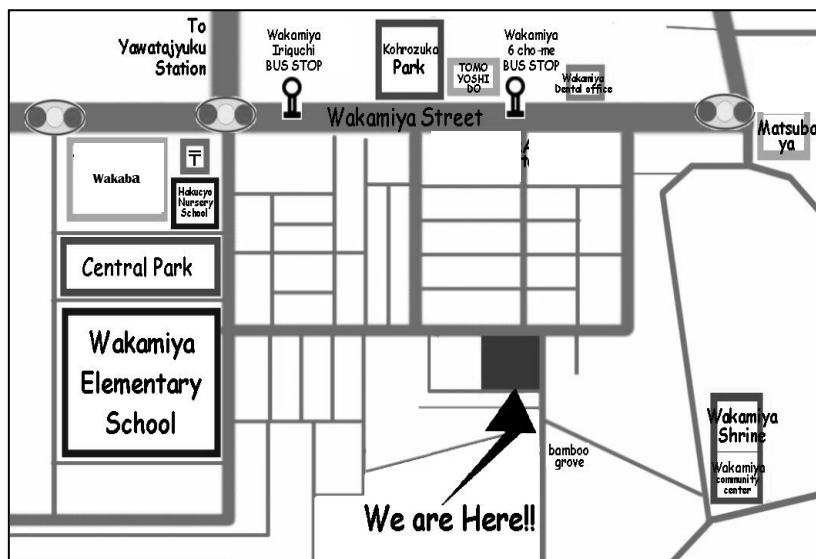 To
Yawatajyuku
Station
Wakamiya
Iriguchi
BUS STOP
Kohrozuka
Park
TOMO
YOSHI
DO
Wakamiya
6 cho-me
BUS STOP
Wakamiya
Dental office
Wakamiya Street
Matsuba
ya
Wakaba
〒
Hakucyo
Nursery
School
Central Park
Wakamiya
Elementary
School
Wakamiya
Shrine
Wakamiya
community
center
bamboo
grove
We are Here!!